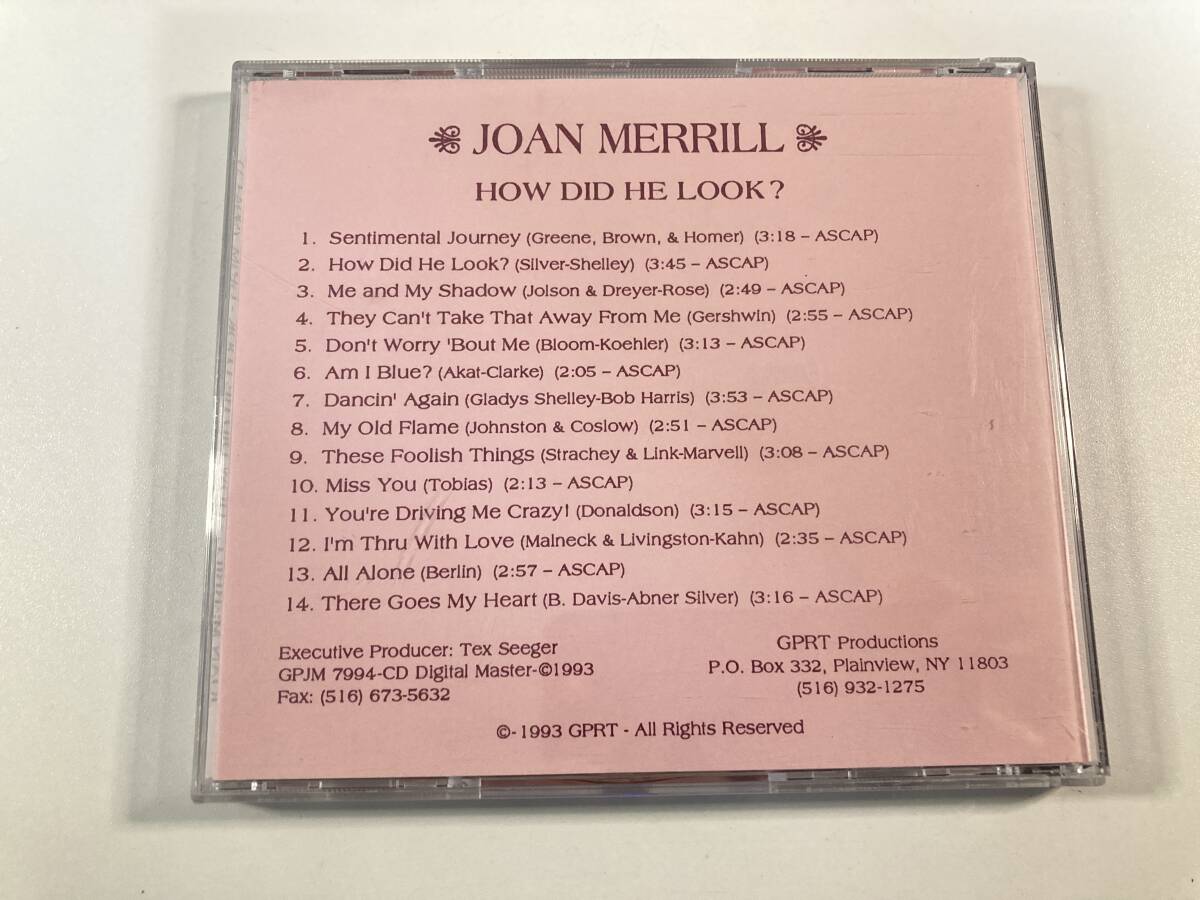 JOAN MERRILL
HOW DID HE LOOK?
1. Sentimental Journey (Greene, Brown, & Homer) (3:18 – ASCAP)
2. How Did He Look? (Silver-Shelley) (3:45 – ASCAP)
3. Me and My Shadow (Jolson & Dreyer-Rose) (2:49 – ASCAP)
4. They Can't Take That Away From Me (Gershwin) (2:55 – ASCAP)
5. Don't Worry 'Bout Me (Bloom-Koehler) (3:13 – ASCAP)
6. Am I Blue? (Akat-Clarke) (2:05 – ASCAP)
7. Dancin' Again (Gladys Shelley-Bob Harris) (3:53 – ASCAP)
8. My Old Flame (Johnston & Coslow) (2:51 – ASCAP)
9. These Foolish Things (Strachey & Link-Marvell) (3:08 – ASCAP)
10. Miss You (Tobias) (2:13 – ASCAP)
11. You're Driving Me Crazy! (Donaldson) (3:15 – ASCAP)
12. I'm Thru With Love (Malneck & Livingston-Kahn) (2:35 – ASCAP)
13. All Alone (Berlin) (2:57 – ASCAP)
14. There Goes My Heart (B. Davis-Abner Silver) (3:16 – ASCAP)
Executive Producer: Tex Seeger
GPJM 7994-CD Digital Master-©1993
Fax: (516) 673-5632
GPRT Productions
P.O. Box 332, Plainview, NY 11803
(516) 932-1275
©- 1993 GPRT - All Rights Reserved